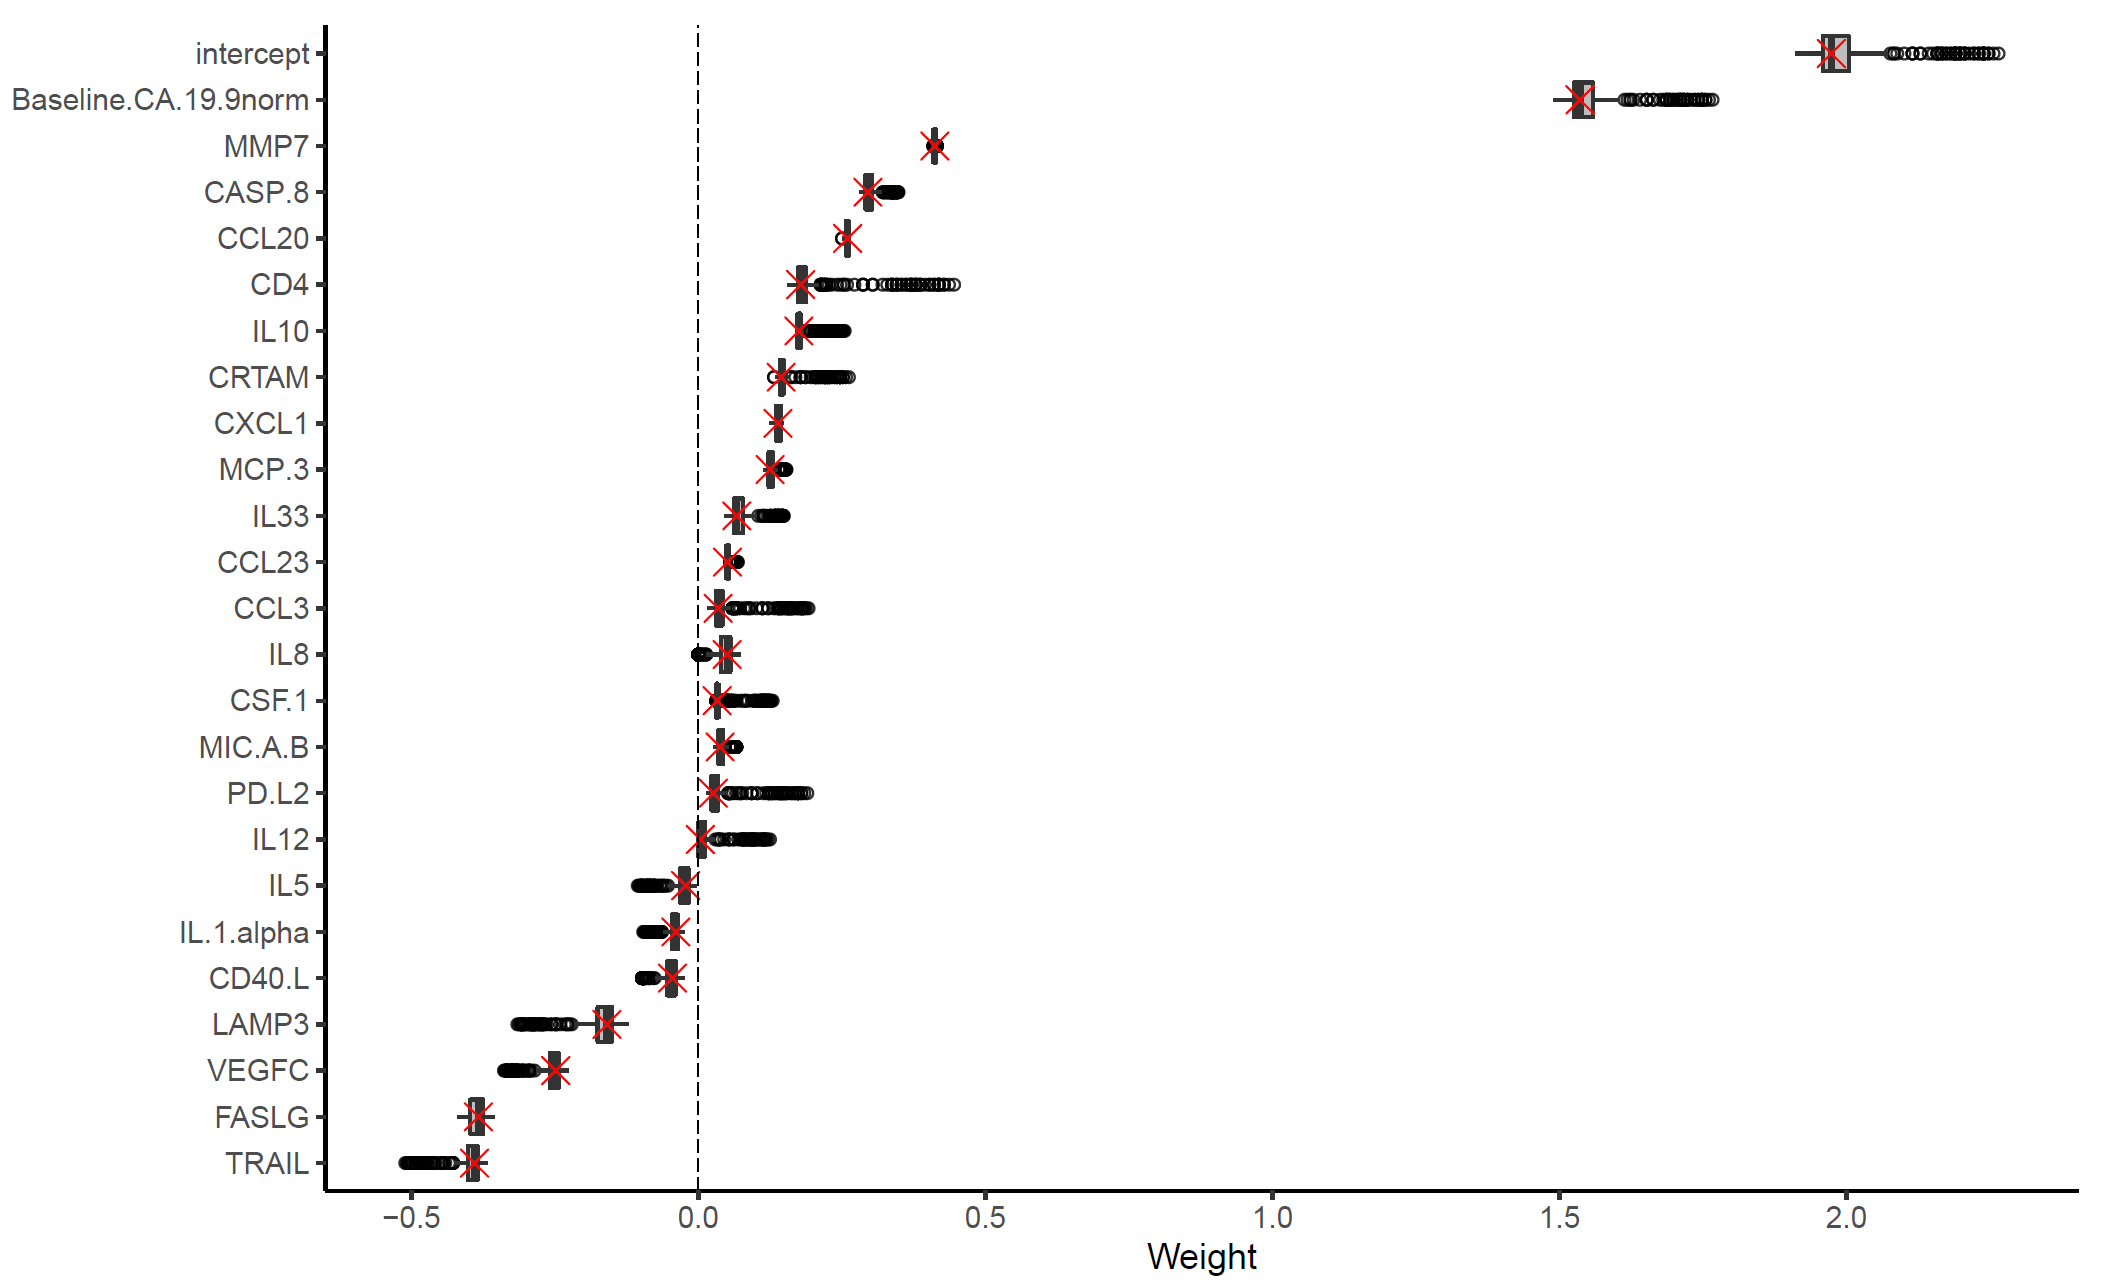 intercept
Baseline.CA.19.9norm
MMP7
CASP.8
CCL20
CD4
IL10
CRTAM
CXCL1
MCP.3
IL33
CCL23
CCL3
IL8
CSF.1
MIC.A.B
PD.L2
IL12
IL5
IL.1.alpha
CD40.L
LAMP3
VEGFC
FASLG
TRAIL
−0.5 0.0 0.5 1.0 1.5 2.0
Weight